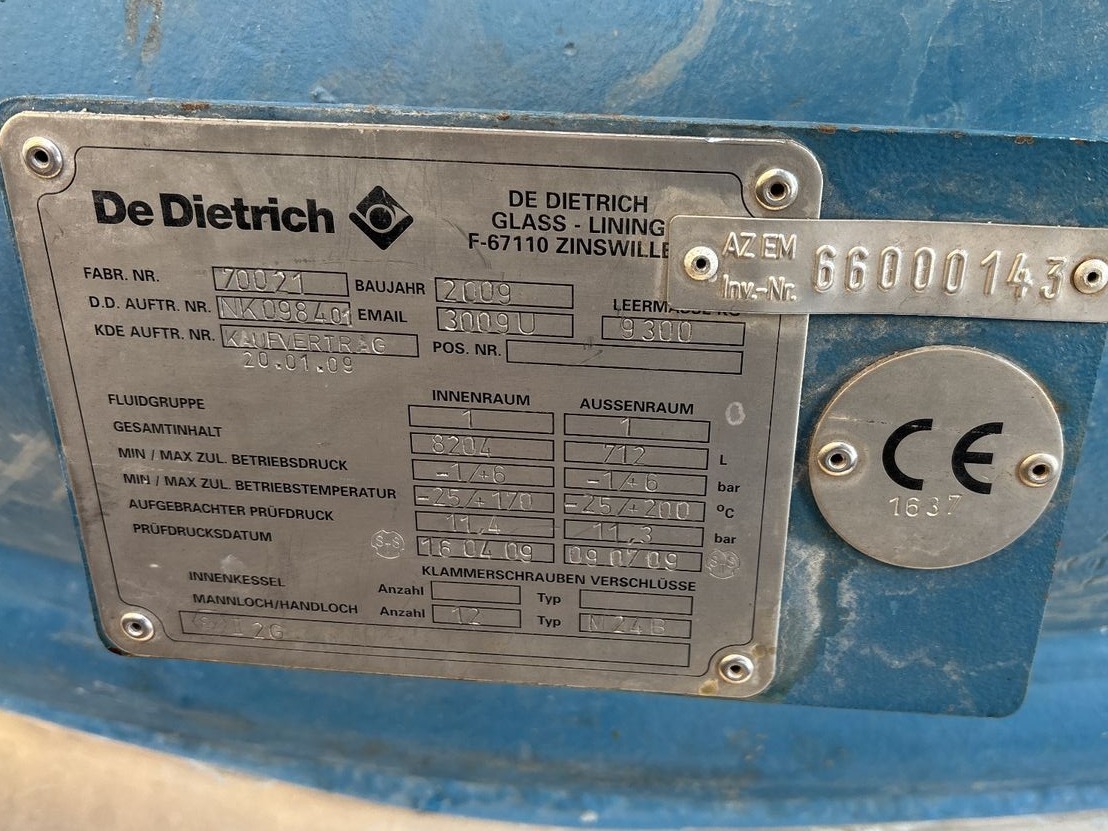 De Dietrich
DE DIETRICH
GLASS - LINING
F-67110 ZINSWILLE
AZ EM
Inv.-Nr. 66000143
FABR. NR. 70021 BAUJAHR 2009
D.D. AUFTR. NR. NK098401 EMAIL 3009U LEERMASSE KG 9300
KDE AUFTR. NR. KAUFVERTRAG POS. NR.
20.01.09
INNENRAUM AUSSENRAUM
FLUIDGRUPPE 1 1
GESAMTINHALT 8204 712 L
MIN / MAX ZUL. BETRIEBSDRUCK -1/+6 -1/+6 bar
MIN / MAX ZUL. BETRIEBSTEMPERATUR -25/+170 -25/+200 °C
AUFGEBRACHTER PRÜFDRUCK 11,4 11,3 bar
PRÜFDRUCKSDATUM 16.04.09 09.07.09
KLAMMERSCHRAUBEN VERSCHLÜSSE
INNENKESSEL Anzahl Typ
MANNLOCH/HANDLOCH Anzahl 12 Typ M24B
2G
CE
1637